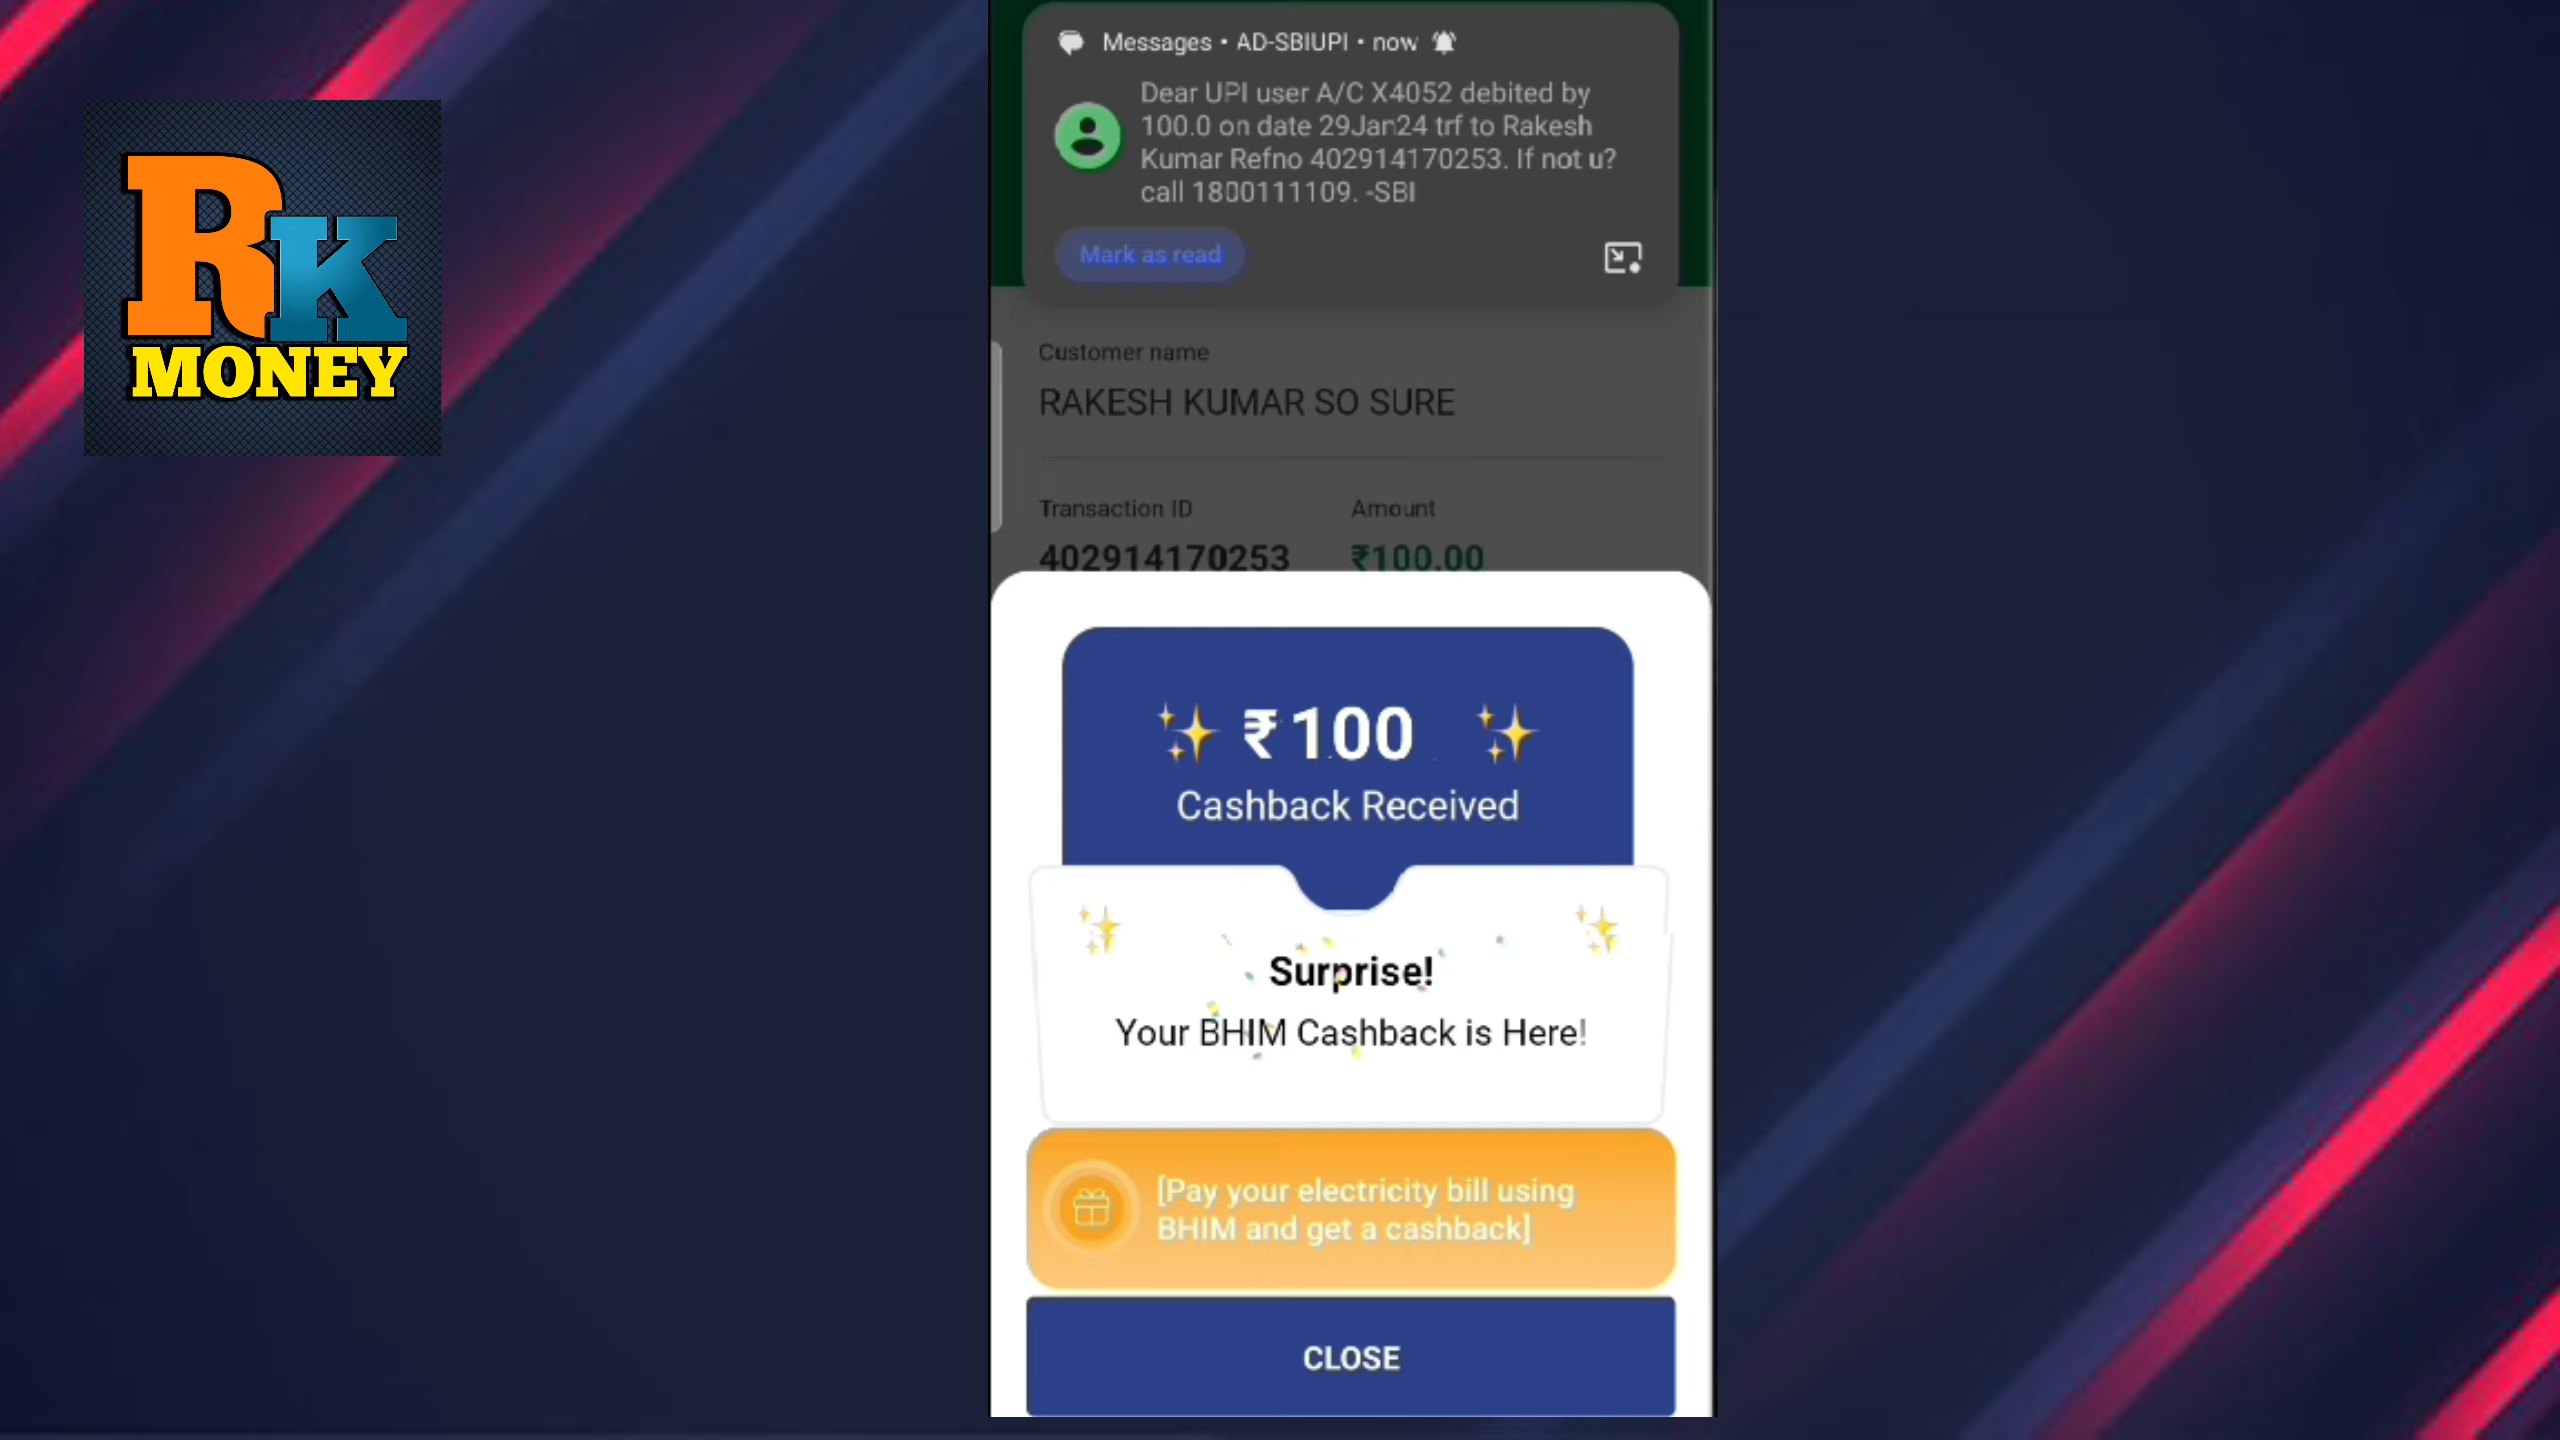 RK
MONEY
Messages • AD-SBIUPI • now
Dear UPI user A/C X4052 debited by
100.0 on date 29Jan24 trf to Rakesh
Kumar Refno 402914170253. If not u?
call 1800111109. -SBI
Mark as read
Customer name
RAKESH KUMAR SO SURE
Transaction ID Amount
402914170253 ₹100.00
₹100
Cashback Received
Surprise!
Your BHIM Cashback is Here!
[Pay your electricity bill using
BHIM and get a cashback]
CLOSE